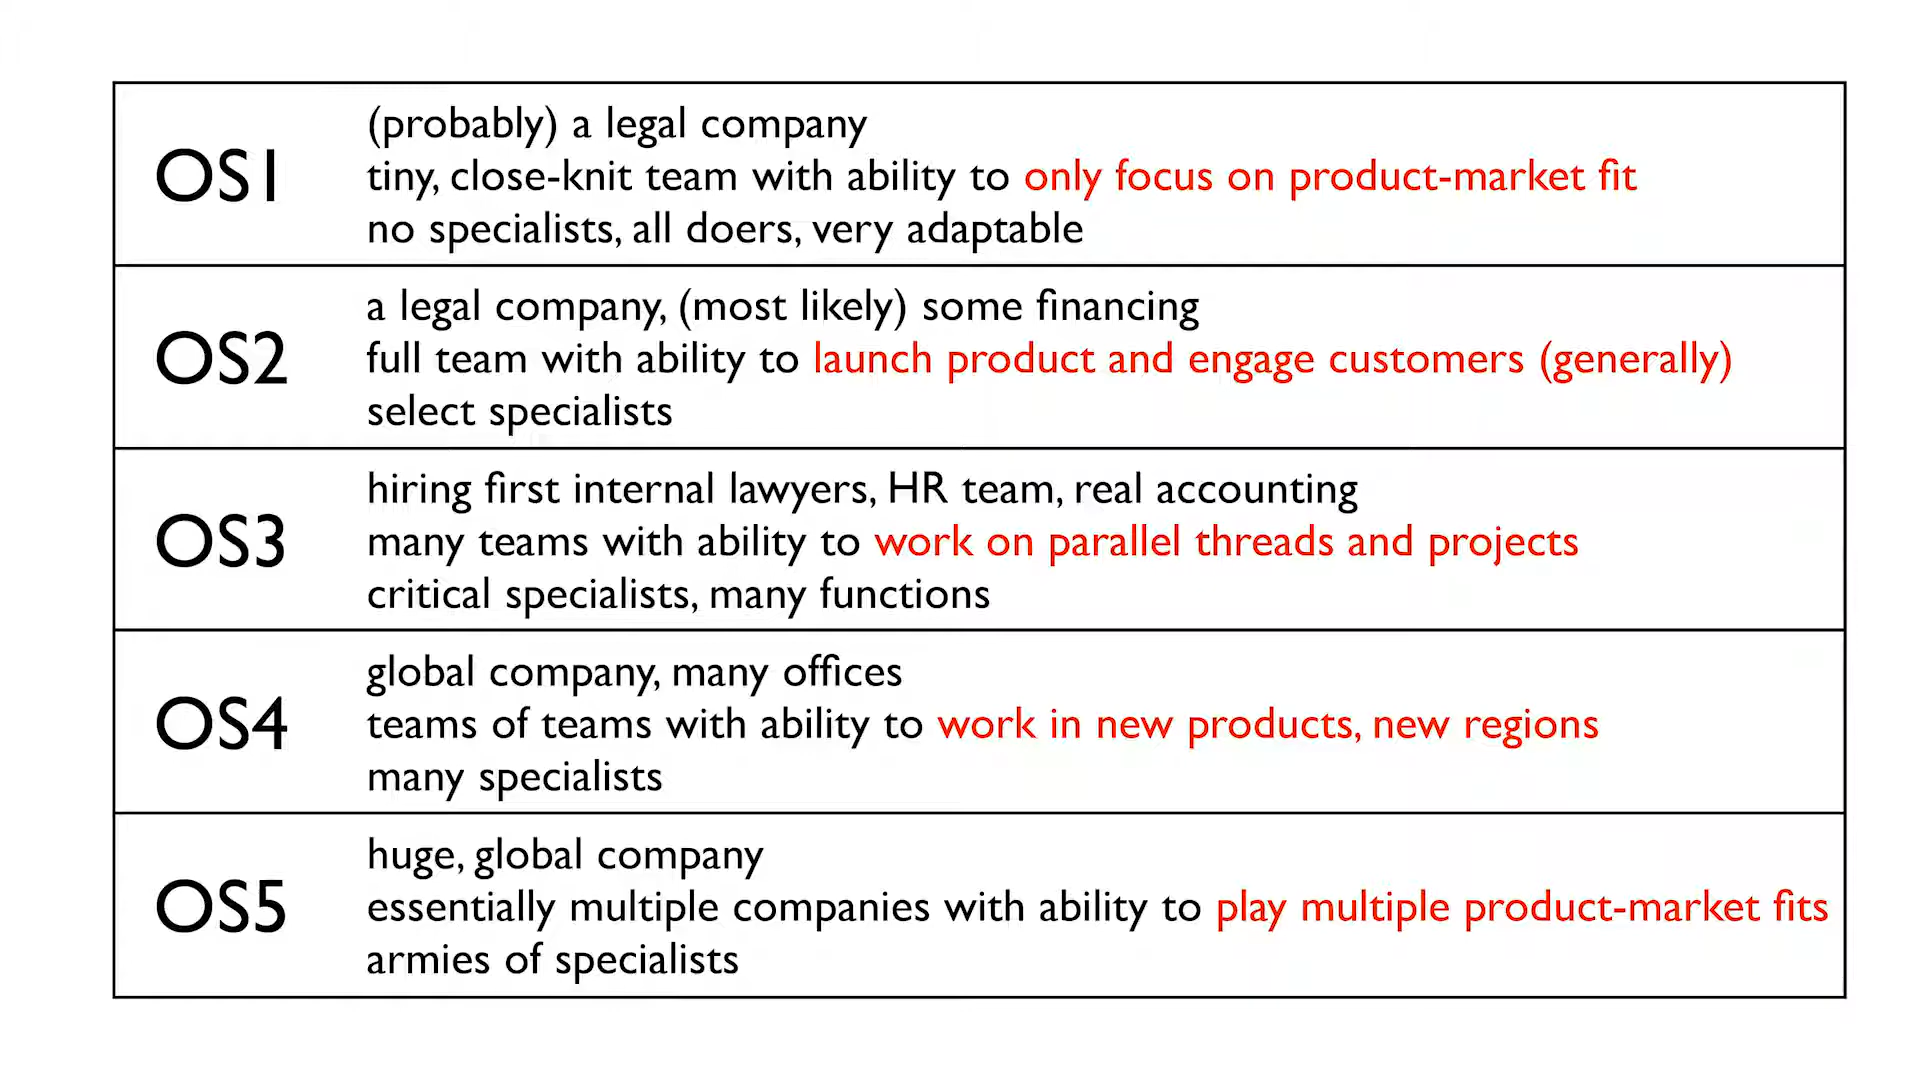 OS1
(probably) a legal company
tiny, close-knit team with ability to only focus on product-market fit
no specialists, all doers, very adaptable
OS2
a legal company, (most likely) some financing
full team with ability to launch product and engage customers (generally)
select specialists
OS3
hiring first internal lawyers, HR team, real accounting
many teams with ability to work on parallel threads and projects
critical specialists, many functions
OS4
global company, many offices
teams of teams with ability to work in new products, new regions
many specialists
OS5
huge, global company
essentially multiple companies with ability to play multiple product-market fits
armies of specialists